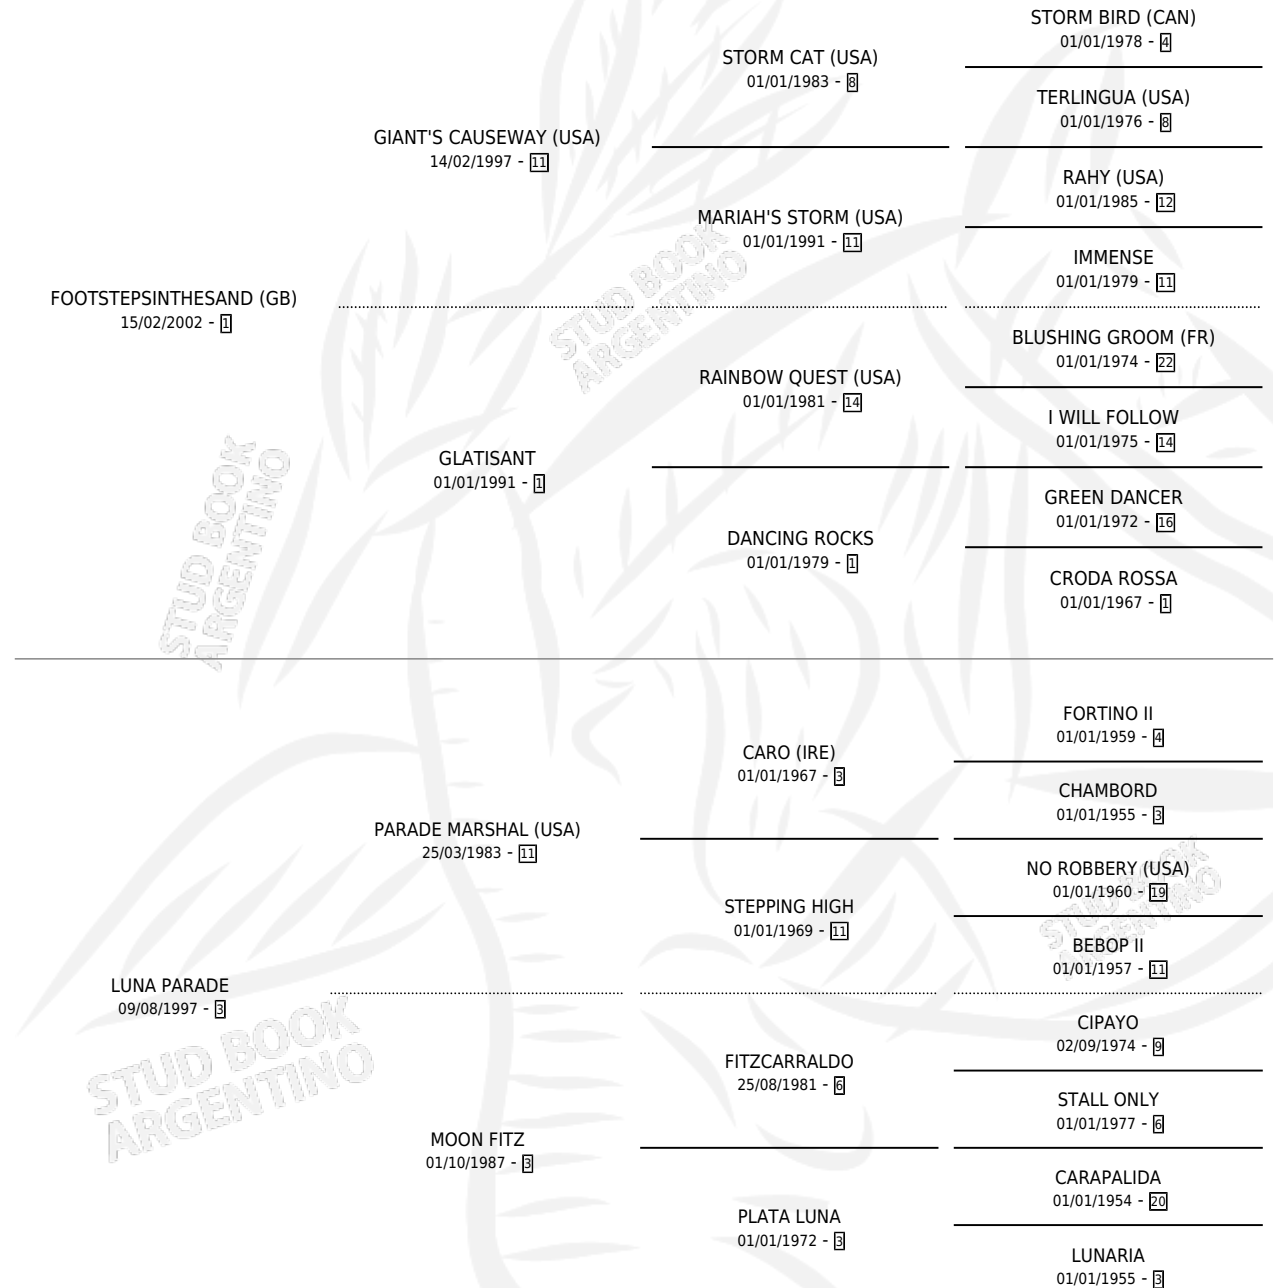 STORM BIRD (CAN)
01/01/1978 - 4
STORM CAT (USA)
01/01/1983 - 8
TERLINGUA (USA)
01/01/1976 - 8
GIANT'S CAUSEWAY (USA)
14/02/1997 - 11
RAHY (USA)
01/01/1985 - 12
MARIAH'S STORM (USA)
01/01/1991 - 11
IMMENSE
01/01/1979 - 11
FOOTSTEPSINTHESAND (GB)
15/02/2002 - 1
BLUSHING GROOM (FR)
01/01/1974 - 22
RAINBOW QUEST (USA)
01/01/1981 - 14
I WILL FOLLOW
01/01/1975 - 14
GLATISANT
01/01/1991 - 1
GREEN DANCER
01/01/1972 - 16
DANCING ROCKS
01/01/1979 - 1
CRODA ROSSA
01/01/1967 - 1
FORTINO II
01/01/1959 - 4
CARO (IRE)
01/01/1967 - 3
CHAMBORD
01/01/1955 - 3
PARADE MARSHAL (USA)
25/03/1983 - 11
NO ROBBERY (USA)
01/01/1960 - 19
STEPPING HIGH
01/01/1969 - 11
BEBOP II
01/01/1957 - 11
LUNA PARADE
09/08/1997 - 3
CIPAYO
02/09/1974 - 9
FITZCARRALDO
25/08/1981 - 6
STALL ONLY
01/01/1977 - 6
MOON FITZ
01/10/1987 - 3
CARAPALIDA
01/01/1954 - 20
PLATA LUNA
01/01/1972 - 3
LUNARIA
01/01/1955 - 3
STUD BOOK
ARGENTINO
STUD BOOK
ARGENTINO
STUD BOOK
ARGENTINO
STUD BOOK
ARGENTINO